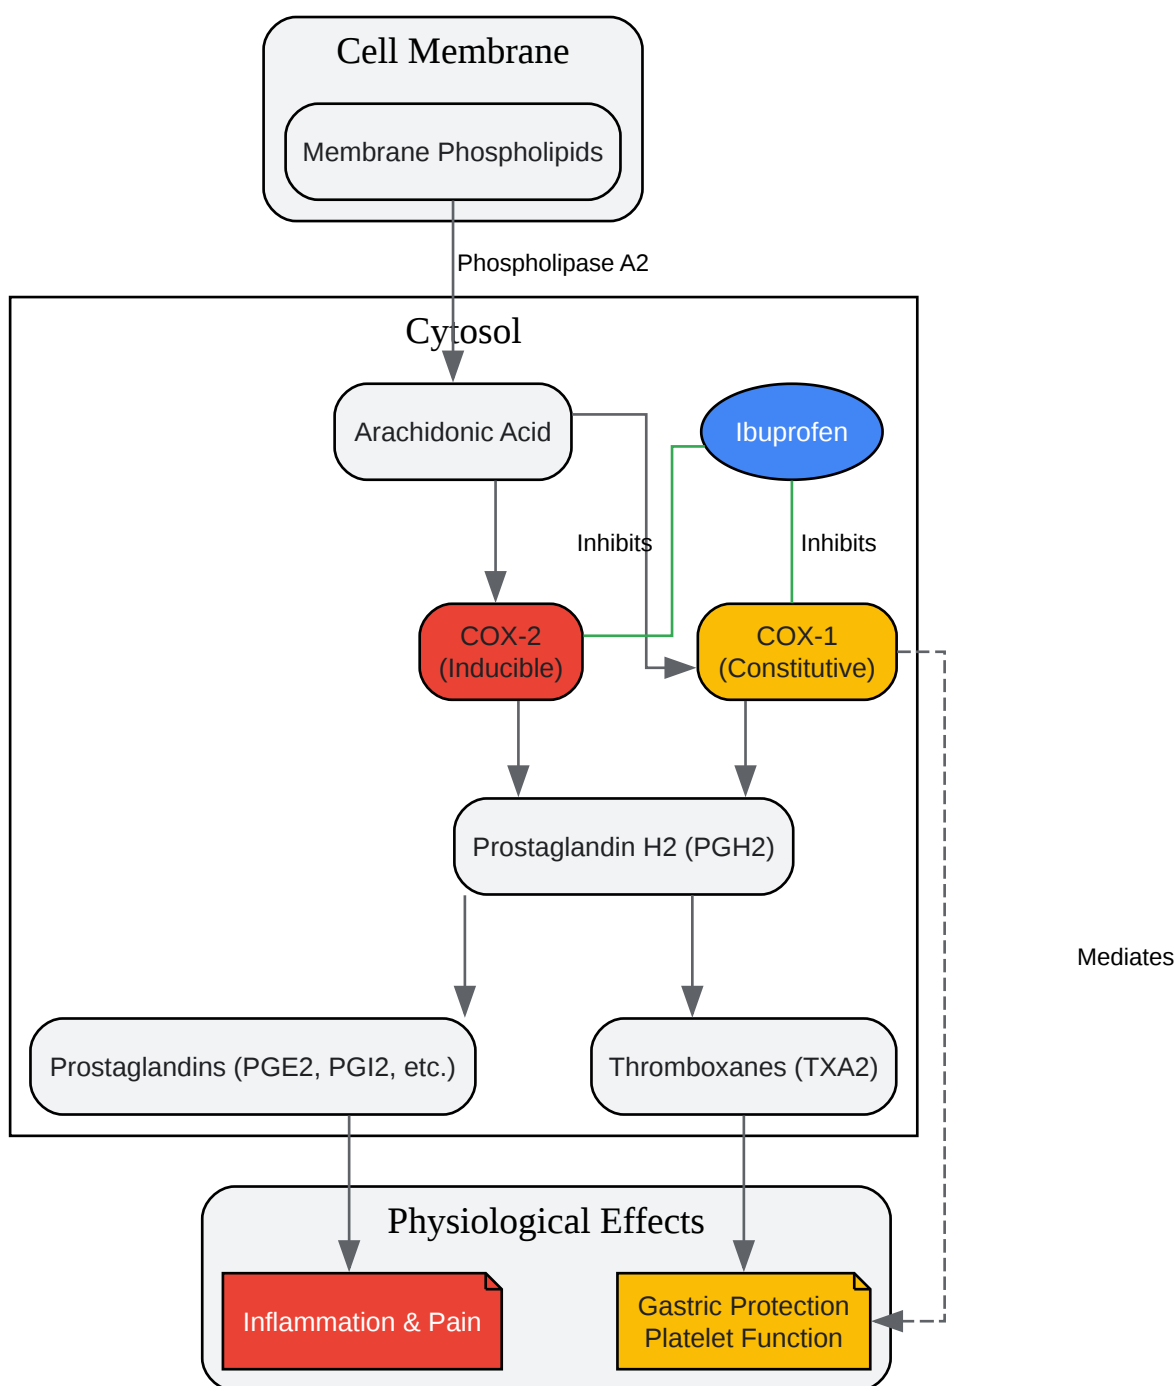 Cell Membrane
Membrane Phospholipids
Phospholipase A2
Cytosol
Arachidonic Acid
Ibuprofen
Inhibits
Inhibits
COX-2
(Inducible)
COX-1
(Constitutive)
Prostaglandin H2 (PGH2)
Mediates
Prostaglandins (PGE2, PGI2, etc.)
Thromboxanes (TXA2)
Physiological Effects
Inflammation & Pain
Gastric Protection
Platelet Function